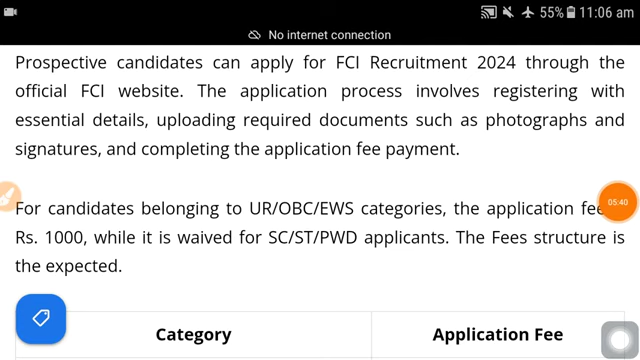 55% 11:06 am
No internet connection
Prospective candidates can apply for FCI Recruitment 2024 through the
official FCI website. The application process involves registering with
essential details, uploading required documents such as photographs and
signatures, and completing the application fee payment.
For candidates belonging to UR/OBC/EWS categories, the application fee
05:40
Rs. 1000, while it is waived for SC/ST/PWD applicants. The Fees structure is
the expected.
Category Application Fee